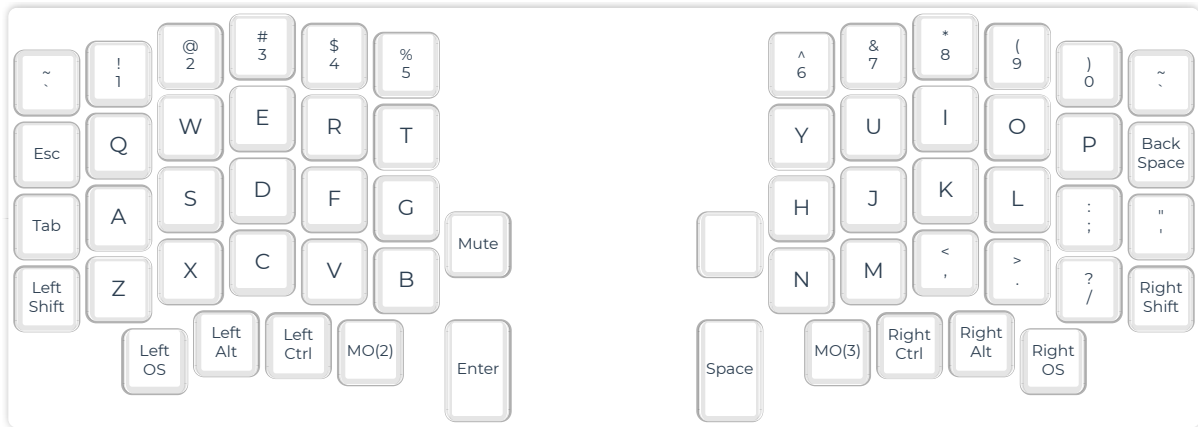 ~ ! @ # $ % ^ & * ( ) ~
` 1 2 3 4 5 6 7 8 9 0 `
Esc Q W E R T Y U I O P Back Space
Tab A S D F G Mute H J K L : ; " '
Left Shift Z X C V B N M < , > . ? / Right Shift
Left OS Left Alt Left Ctrl MO(2) Enter Space MO(3) Right Ctrl Right Alt Right OS